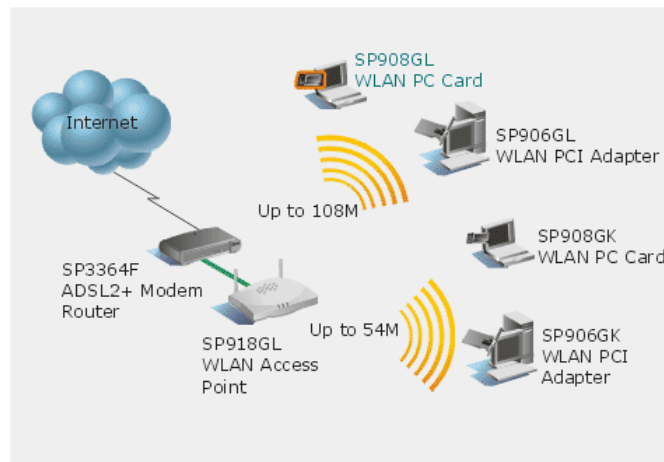 SP908GL
WLAN PC Card
Internet
SP906GL
WLAN PCI Adapter
Up to 108M
SP908GK
WLAN PC Card
SP3364F
ADSL2+ Modem
Router
Up to 54M
SP918GL
WLAN Access
Point
SP906GK
WLAN PCI
Adapter